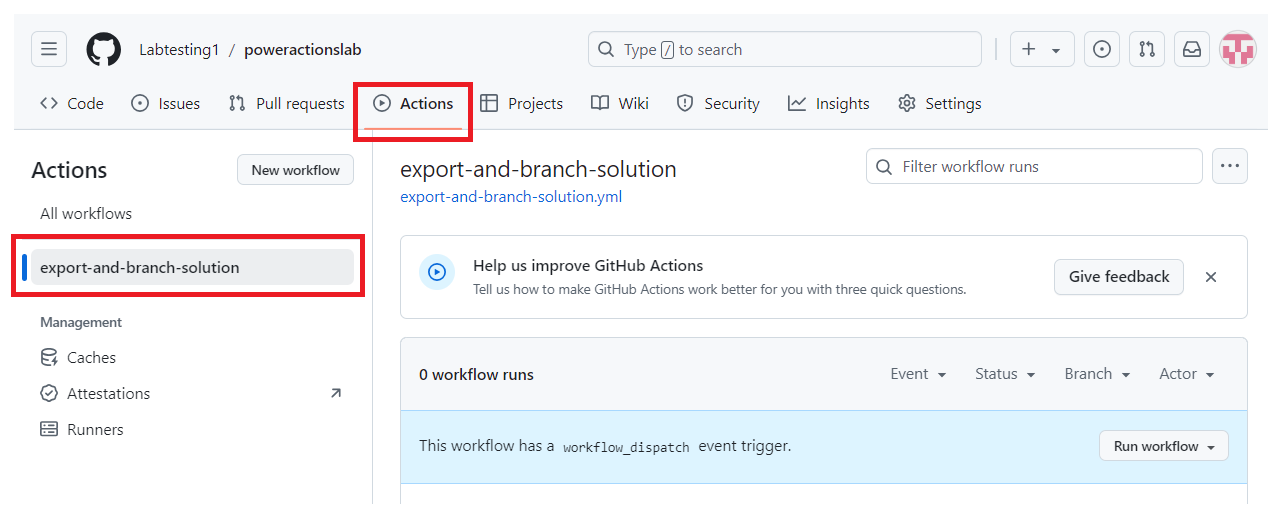 Labtesting1 / poweractionslab
Type / to search
Code Issues Pull requests Actions Projects Wiki Security Insights Settings
Actions
New workflow
All workflows
export-and-branch-solution
Management
Caches
Attestations
Runners
export-and-branch-solution
export-and-branch-solution.yml
Filter workflow runs
Help us improve GitHub Actions
Tell us how to make GitHub Actions work better for you with three quick questions.
Give feedback
0 workflow runs
Event Status Branch Actor
This workflow has a workflow_dispatch event trigger.
Run workflow